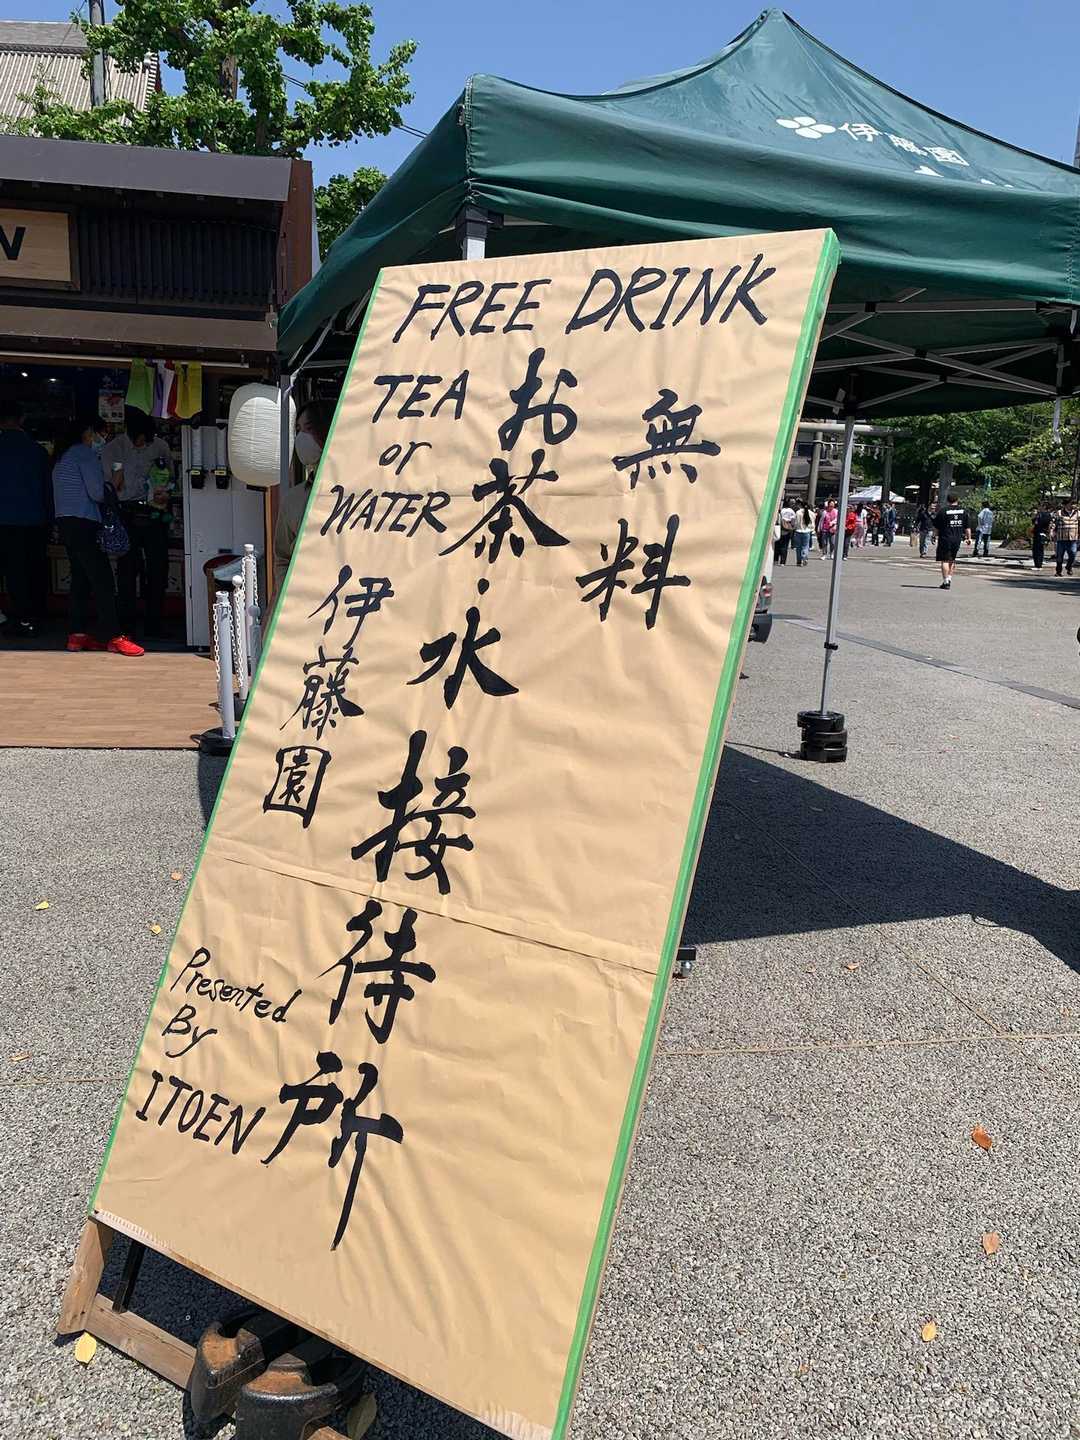 FREE DRINK
無料
お茶・水接待所
TEA
or
WATER
伊藤園
Presented
By
ITOEN
伊藤園